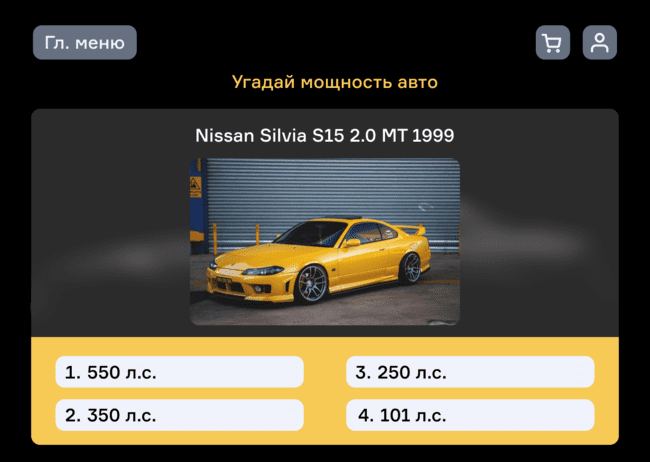 Гл. меню
Угадай мощность авто
Nissan Silvia S15 2.0 MT 1999
1. 550 л.с.
3. 250 л.с.
2. 350 л.с.
4. 101 л.с.